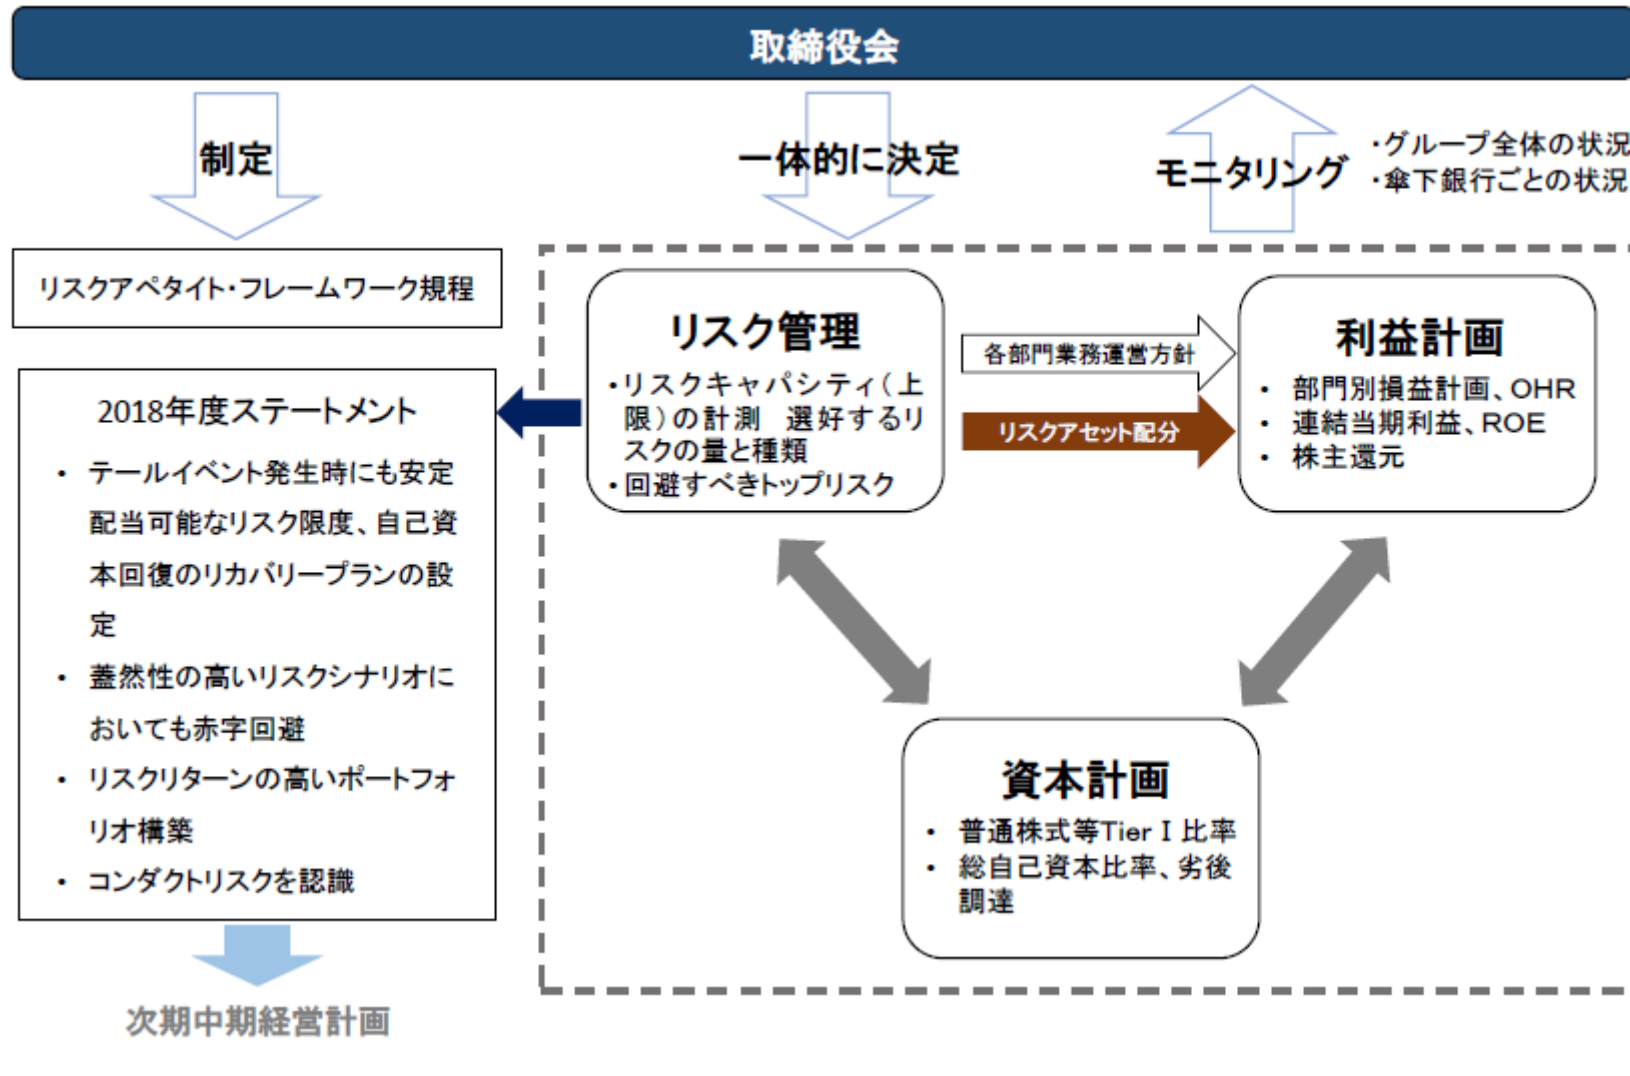 取締役会
制定
一体的に決定
モニタリング
・グループ全体の状況
・傘下銀行ごとの状況
リスクアペタイト・フレームワーク規程
2018年度ステートメント
• テールイベント発生時にも安定
配当可能なリスク限度、自己資
本回復のリカバリープランの設
定
• 蓋然性の高いリスクシナリオに
おいても赤字回避
• リスクリターンの高いポートフォ
リオ構築
• コンダクトリスクを認識
次期中期経営計画
リスク管理
・リスクキャパシティ(上
限)の計測 選好するリ
スクの量と種類
・回避すべきトップリスク
各部門業務運営方針
リスクアセット配分
利益計画
• 部門別損益計画、OHR
• 連結当期利益、ROE
• 株主還元
資本計画
• 普通株式等Tier I 比率
• 総自己資本比率、劣後
調達